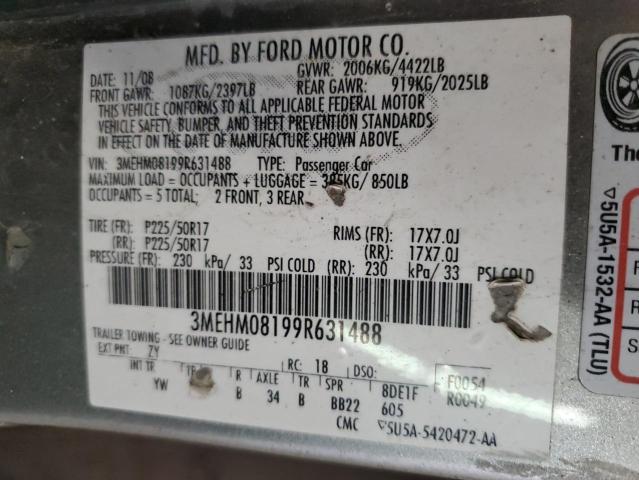 MFD. BY FORD MOTOR CO.
DATE: 11/08 GVWR: 2006KG/4422LB
FRONT GAWR: 1087KG/2397LB REAR GAWR: 919KG/2025LB
THIS VEHICLE CONFORMS TO ALL APPLICABLE FEDERAL MOTOR
VEHICLE SAFETY, BUMPER, AND THEFT PREVENTION STANDARDS
IN EFFECT ON THE DATE OF MANUFACTURE SHOWN ABOVE.
VIN: 3MEHM08199R631488 TYPE: Passenger Car
MAXIMUM LOAD = OCCUPANTS + LUGGAGE = 385KG/ 850LB
OCCUPANTS = 5 TOTAL; 2 FRONT, 3 REAR
TIRE (FR): P225/50R17 RIMS (FR): 17X7.0J
(RR): P225/50R17 (RR): 17X7.0J
PRESSURE (FR): 230 kPa/ 33 PSI COLD (RR): 230 kPa/ 33 PSI COLD
3MEHM08199R631488
TRAILER TOWING - SEE OWNER GUIDE
EXT PNT: ZY RC: 18 DSO: F0054
R0049
INT TR R AXLE TR SPR 8DE1F
YW B 34 B BB22 605
CMC ▽5U5A-5420472-AA
The
▽5U5A-1532-AA (TLU)
F
R
S